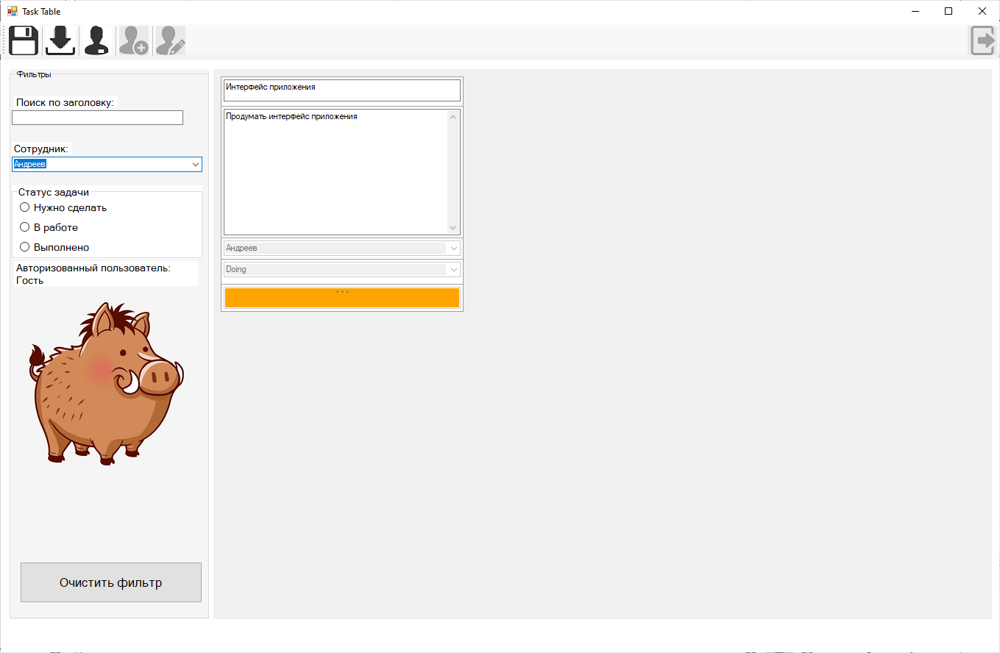 Task Table
Фильтры
Поиск по заголовку:
Сотрудник:
Андреев
Статус задачи
Нужно сделать
В работе
Выполнено
Авторизованный пользователь:
Гость
Очистить фильтр
Интерфейс приложения
Продумать интерфейс приложения
Андреев
Doing
***